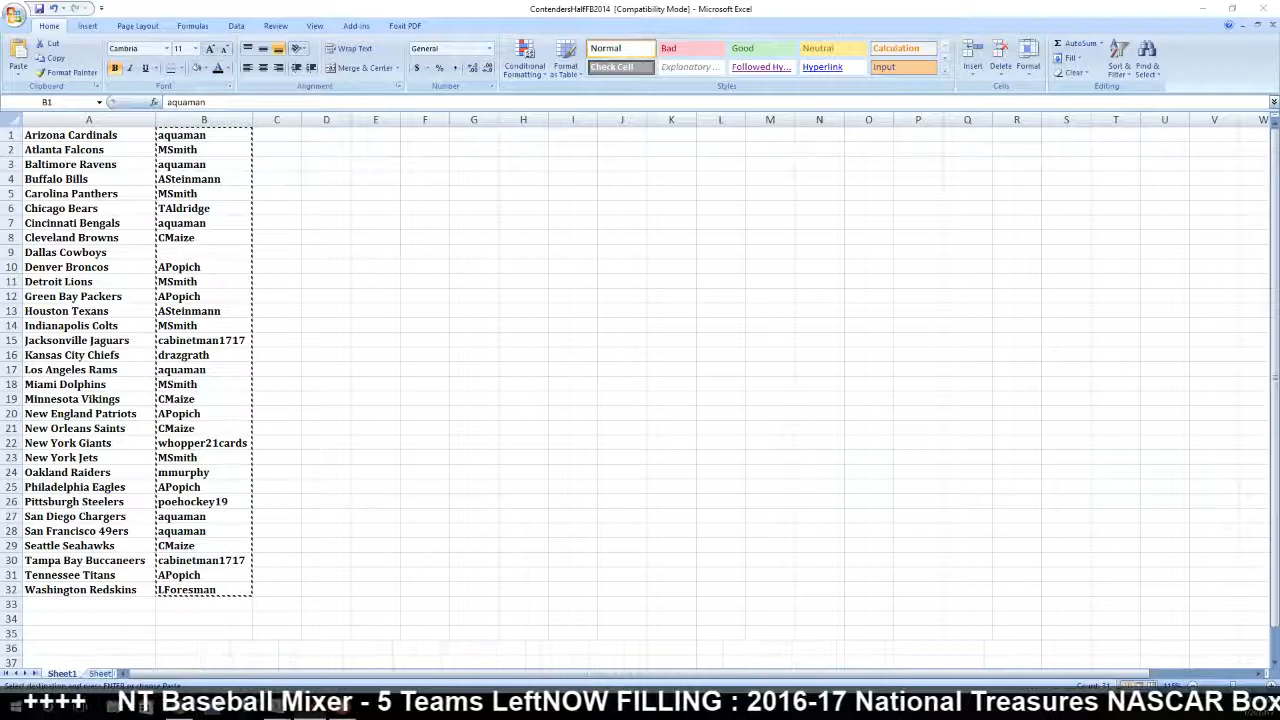 ContendersHalfFB2014 [Compatibility Mode] - Microsoft Excel
Home Insert Page Layout Formulas Data Review View Add-ins Foxit PDF
Cut
Copy
Format Painter
Paste
Clipboard
Cambria 11
Font
Wrap Text
Merge & Center
Alignment
General
Number
Conditional Formatting
Format as Table
Normal Bad Good Neutral Calculation
Check Cell Explanatory ... Followed Hy... Hyperlink Input
Styles
Insert Delete Format
Cells
AutoSum
Fill
Clear
Sort & Filter
Find & Select
Editing
B1 fx aquaman
A B C D E F G H I J K L M N O P Q R S T U V W
1 Arizona Cardinals aquaman
2 Atlanta Falcons MSmith
3 Baltimore Ravens aquaman
4 Buffalo Bills ASteinmann
5 Carolina Panthers MSmith
6 Chicago Bears TAldridge
7 Cincinnati Bengals aquaman
8 Cleveland Browns CMaize
9 Dallas Cowboys
10 Denver Broncos APopich
11 Detroit Lions MSmith
12 Green Bay Packers APopich
13 Houston Texans ASteinmann
14 Indianapolis Colts MSmith
15 Jacksonville Jaguars cabinetman1717
16 Kansas City Chiefs drazgrath
17 Los Angeles Rams aquaman
18 Miami Dolphins MSmith
19 Minnesota Vikings CMaize
20 New England Patriots APopich
21 New Orleans Saints CMaize
22 New York Giants whopper21cards
23 New York Jets MSmith
24 Oakland Raiders mmurphy
25 Philadelphia Eagles APopich
26 Pittsburgh Steelers poehockey19
27 San Diego Chargers aquaman
28 San Francisco 49ers aquaman
29 Seattle Seahawks CMaize
30 Tampa Bay Buccaneers cabinetman1717
31 Tennessee Titans APopich
32 Washington Redskins LForesman
33
34
35
36
37
Sheet1 Sheet
Select destination and press ENTER or choose Paste Count: 31 115%
++++ NT Baseball Mixer - 5 Teams LeftNOW FILLING : 2016-17 National Treasures NASCAR Box